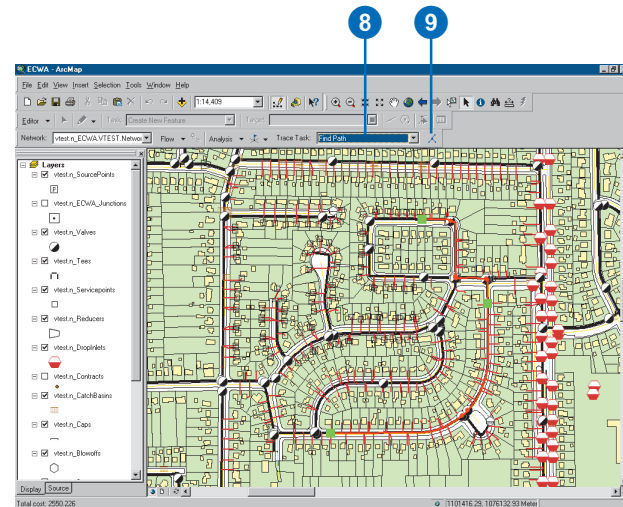 8 9
ECWA - ArcMap
File Edit View Insert Selection Tools Window Help
1:14,409
Editor Task: Create New Feature Target:
Network: vtest.n_ECWA.VTEST.Networ Flow Analysis Trace Task: Find Path
Layers
vtest.n_SourcePoints
P
vtest.n_ECWA_Junctions
vtest.n_Valves
vtest.n_Tees
vtest.n_Servicepoints
vtest.n_Reducers
vtest.n_DropInlets
vtest.n_Contracts
vtest.n_CatchBasins
vtest.n_Caps
vtest.n_Blowoffs
Display Source
Total cost: 2550.226
1101416.29, 1076132.93 Meter